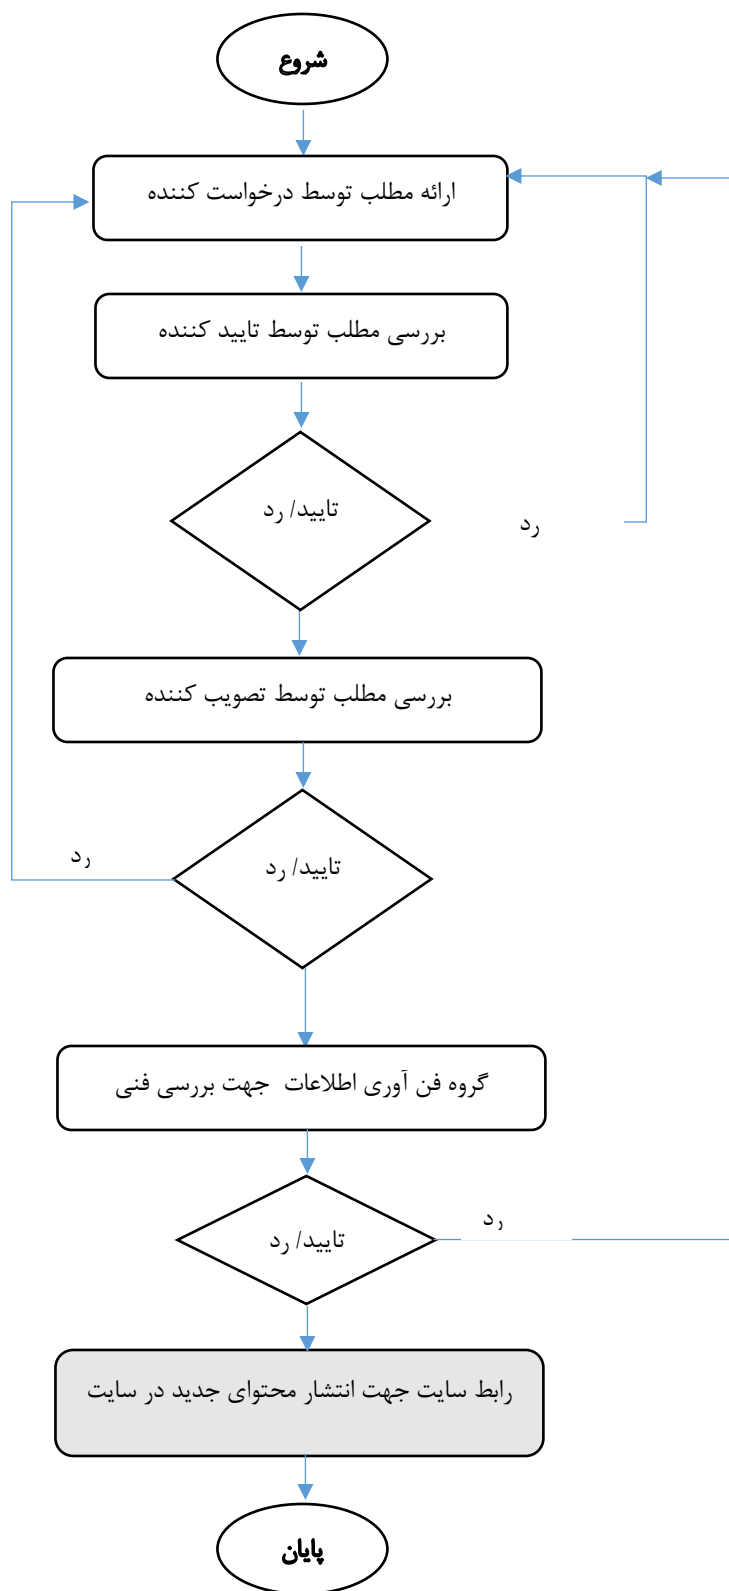 شروع
ارائه مطلب توسط درخواست کننده
بررسی مطلب توسط تایید کننده
تایید/ رد
رد
بررسی مطلب توسط تصویب کننده
تایید/ رد
رد
گروه فن آوری اطلاعات  جهت بررسی فنی
رد
تایید/ رد
رابط سایت جهت انتشار محتوای جدید در سایت
پایان